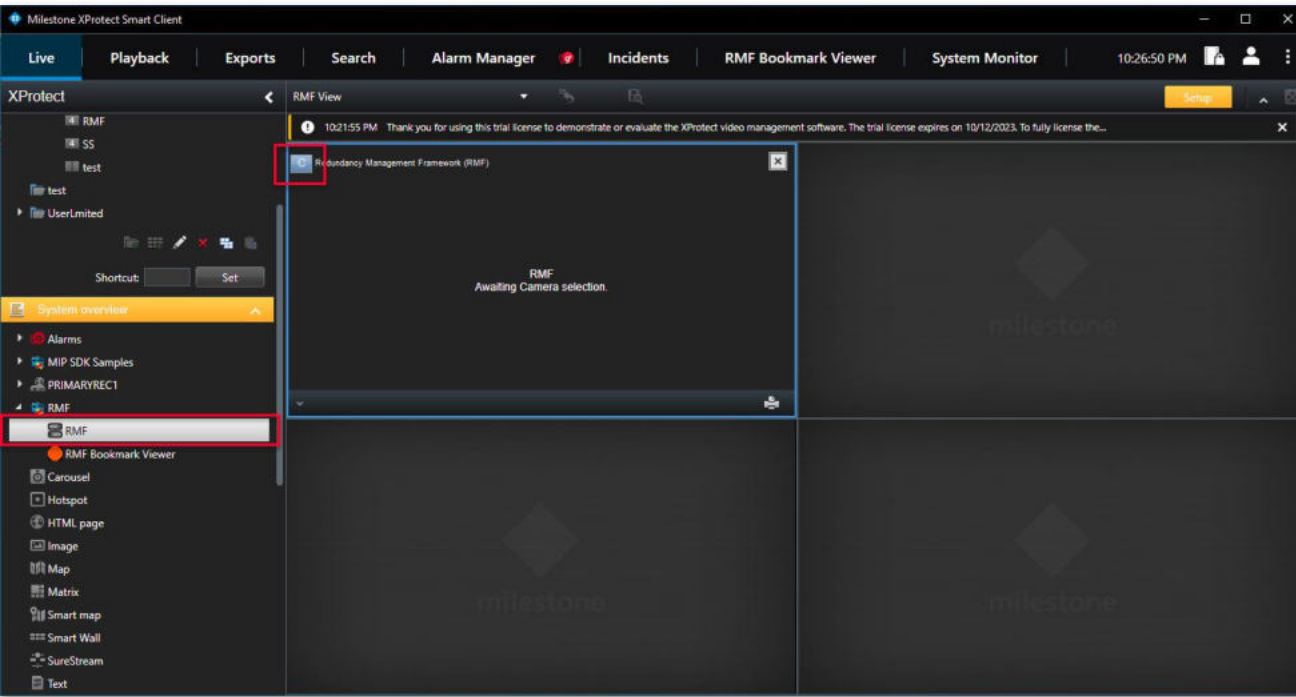 Milestone XProtect Smart Client
Live Playback Exports Search Alarm Manager Incidents RMF Bookmark Viewer System Monitor 10:26:50 PM
XProtect
RMF View
Setup
4 RMF
4 SS
test
test
UserLmited
Shortcut: Set
10:21:55 PM Thank you for using this trial license to demonstrate or evaluate the XProtect video management software. The trial license expires on 10/12/2023. To fully license the...
C Redundancy Management Framework (RMF)
RMF
Awaiting Camera selection.
milestone
milestone
milestone
System overview
Alarms
MIP SDK Samples
PRIMARYREC1
RMF
RMF
RMF Bookmark Viewer
Carousel
Hotspot
HTML page
Image
Map
Matrix
Smart map
Smart Wall
SureStream
Text